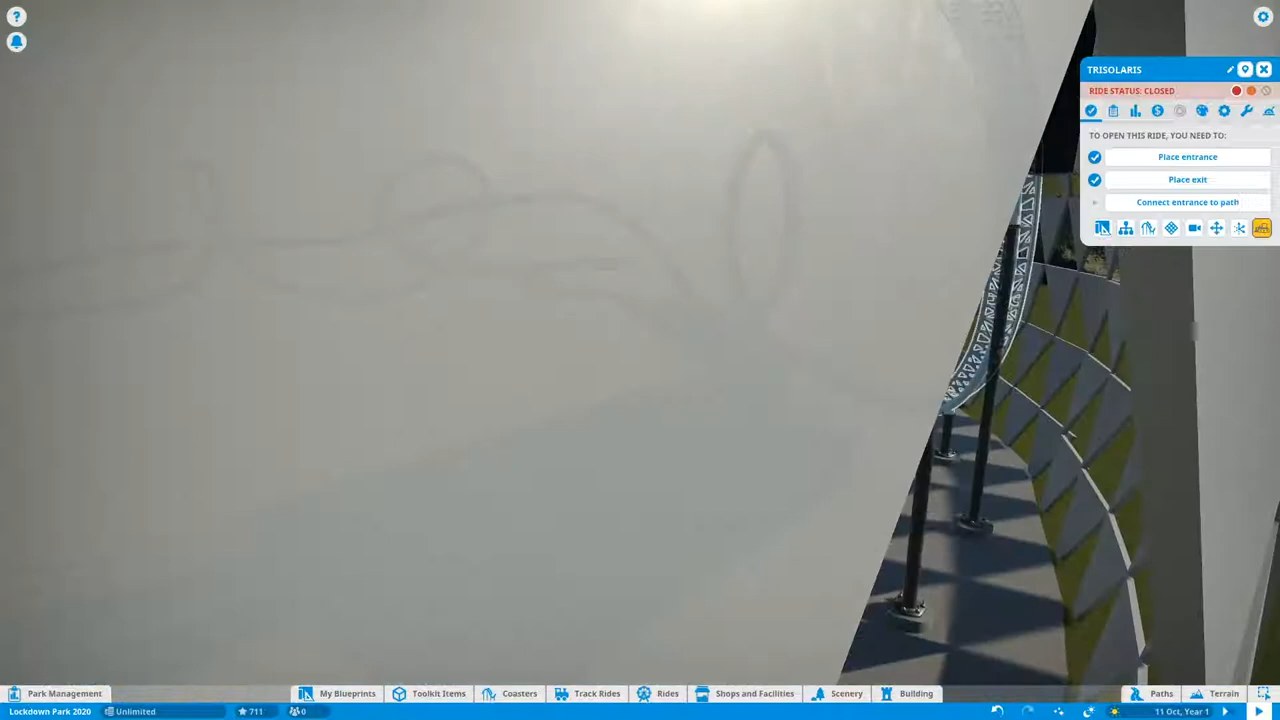 ?
TRISOLARIS
RIDE STATUS: CLOSED
TO OPEN THIS RIDE, YOU NEED TO:
Place entrance
Place exit
Connect entrance to path
Park Management
My Blueprints
Toolkit Items
Coasters
Track Rides
Rides
Shops and Facilities
Scenery
Building
Paths
Terrain
Lockdown Park 2020
Unlimited
711
0
11 Oct, Year 1